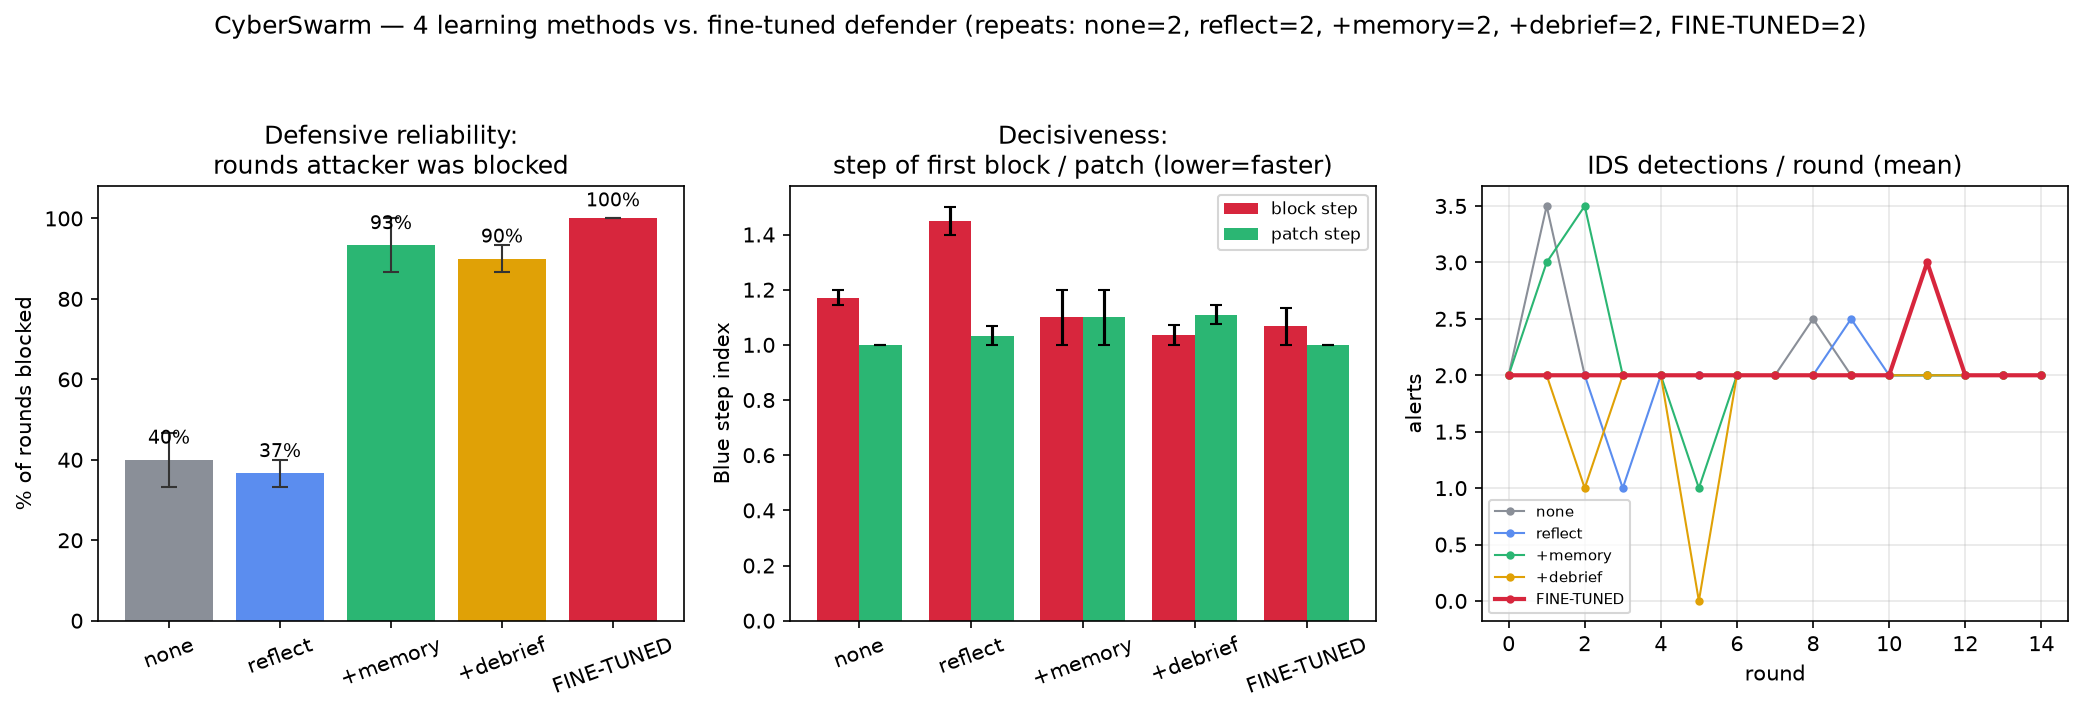 CyberSwarm — 4 learning methods vs. fine-tuned defender (repeats: none=2, reflect=2, +memory=2, +debrief=2, FINE-TUNED=2)
Defensive reliability:
rounds attacker was blocked
% of rounds blocked
100
80
60
40
20
0
40%
37%
93%
90%
100%
none
reflect
+memory
+debrief
FINE-TUNED
Decisiveness:
step of first block / patch (lower=faster)
Blue step index
1.4
1.2
1.0
0.8
0.6
0.4
0.2
0.0
block step
patch step
none
reflect
+memory
+debrief
FINE-TUNED
IDS detections / round (mean)
alerts
3.5
3.0
2.5
2.0
1.5
1.0
0.5
0.0
none
reflect
+memory
+debrief
FINE-TUNED
0
2
4
6
8
10
12
14
round